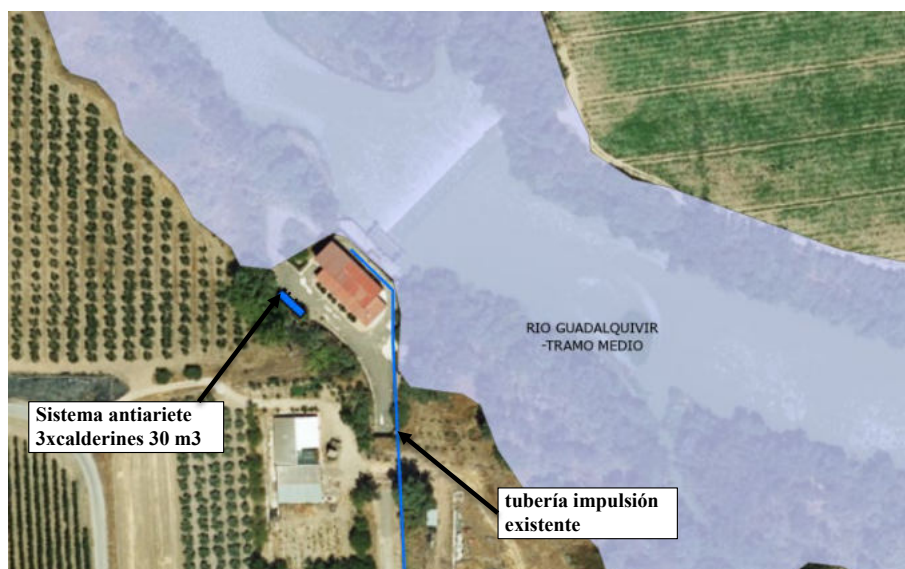 RIO GUADALQUIVIR
-TRAMO MEDIO
Sistema antiariete
3xcalderines 30 m3
tubería impulsión
existente